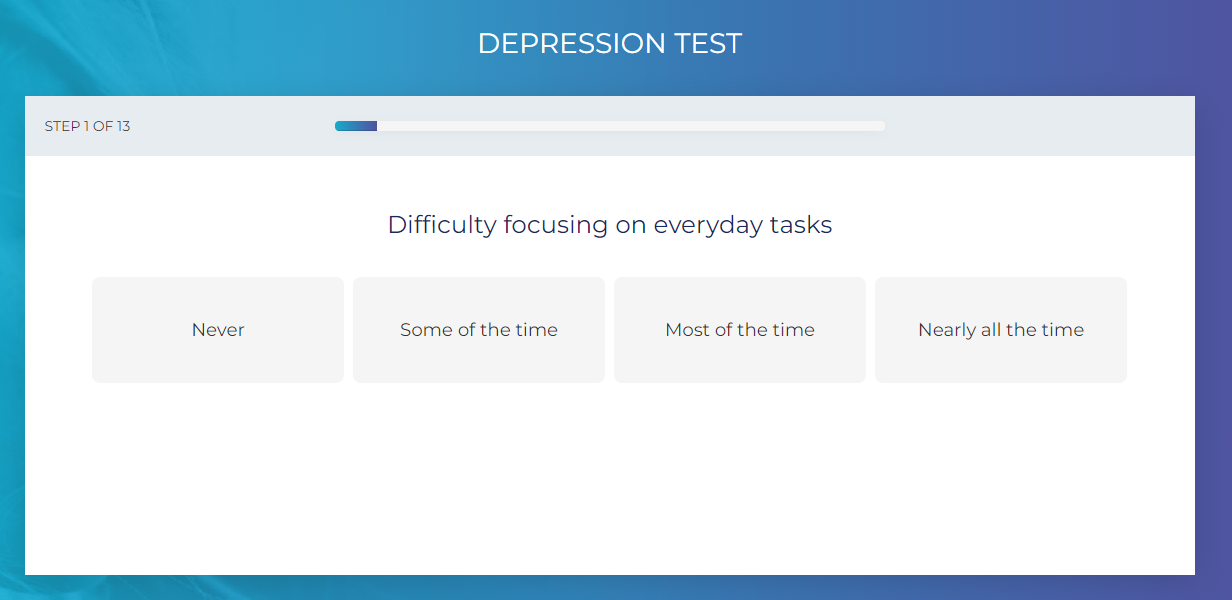 DEPRESSION TEST
STEP 1 OF 13
Difficulty focusing on everyday tasks
Never
Some of the time
Most of the time
Nearly all the time